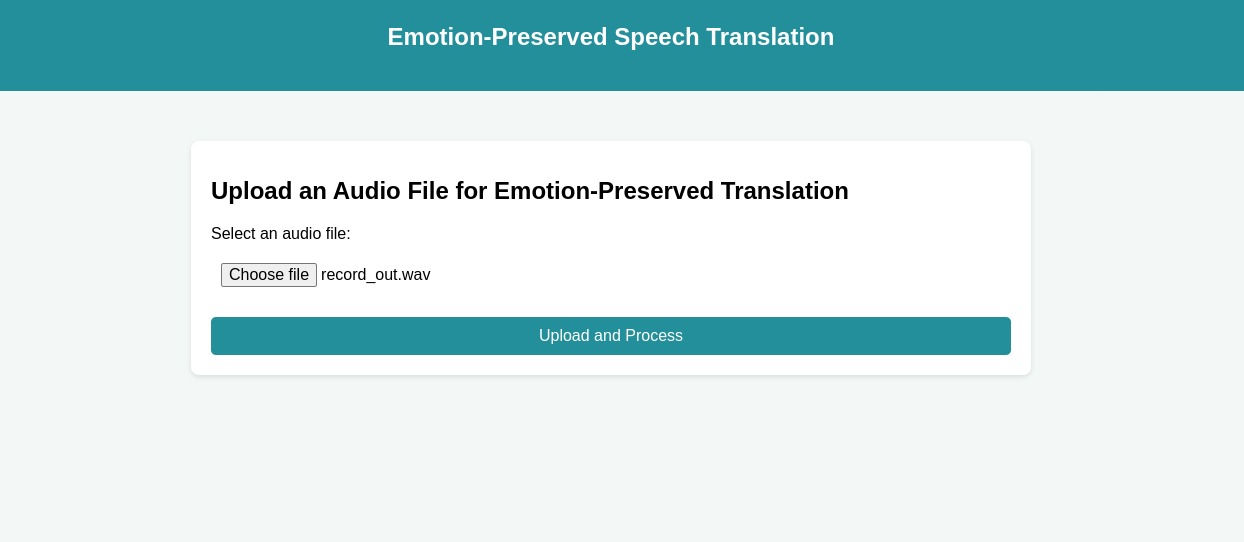 Emotion-Preserved Speech Translation
Upload an Audio File for Emotion-Preserved Translation
Select an audio file:
Choose file record_out.wav
Upload and Process